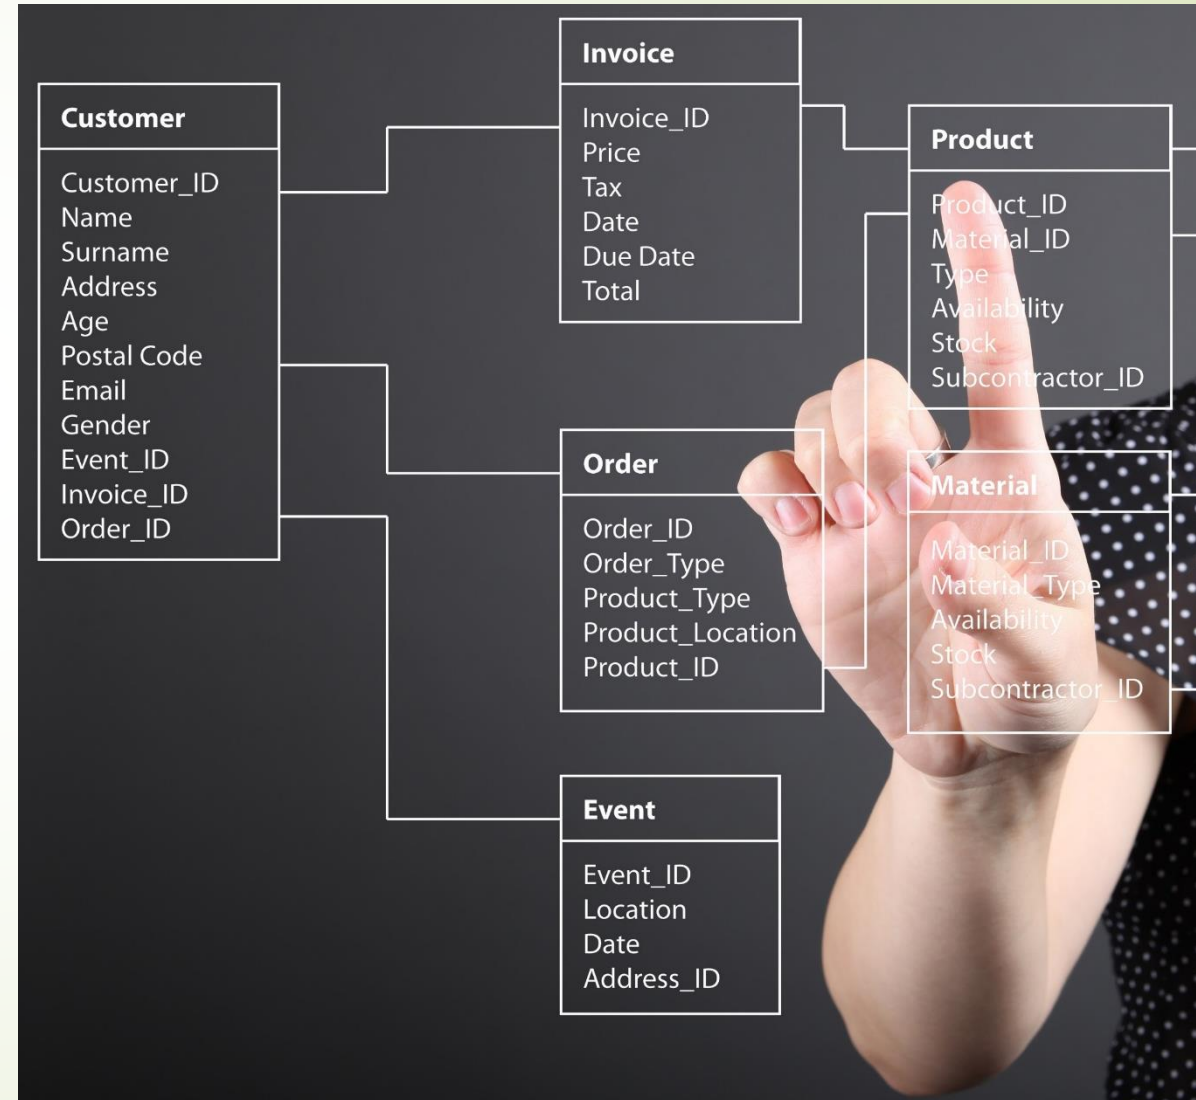 Customer
Customer_ID
Name
Surname
Address
Age
Postal Code
Email
Gender
Event_ID
Invoice_ID
Order_ID
Invoice
Invoice_ID
Price
Tax
Date
Due Date
Total
Order
Order_ID
Order_Type
Product_Type
Product_Location
Product_ID
Event
Event_ID
Location
Date
Address_ID
Product
Product_ID
Material_ID
Type
Availability
Stock
Subcontractor_ID
Material
Material_ID
Material_Type
Availability
Stock
Subcontractor_ID